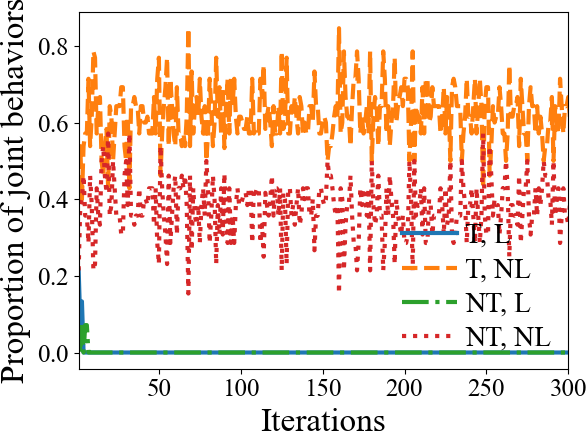 Proportion of joint behaviors
0.8
0.6
0.4
0.2
0.0
T, L
T, NL
NT, L
NT, NL
50
100
150
200
250
300
Iterations